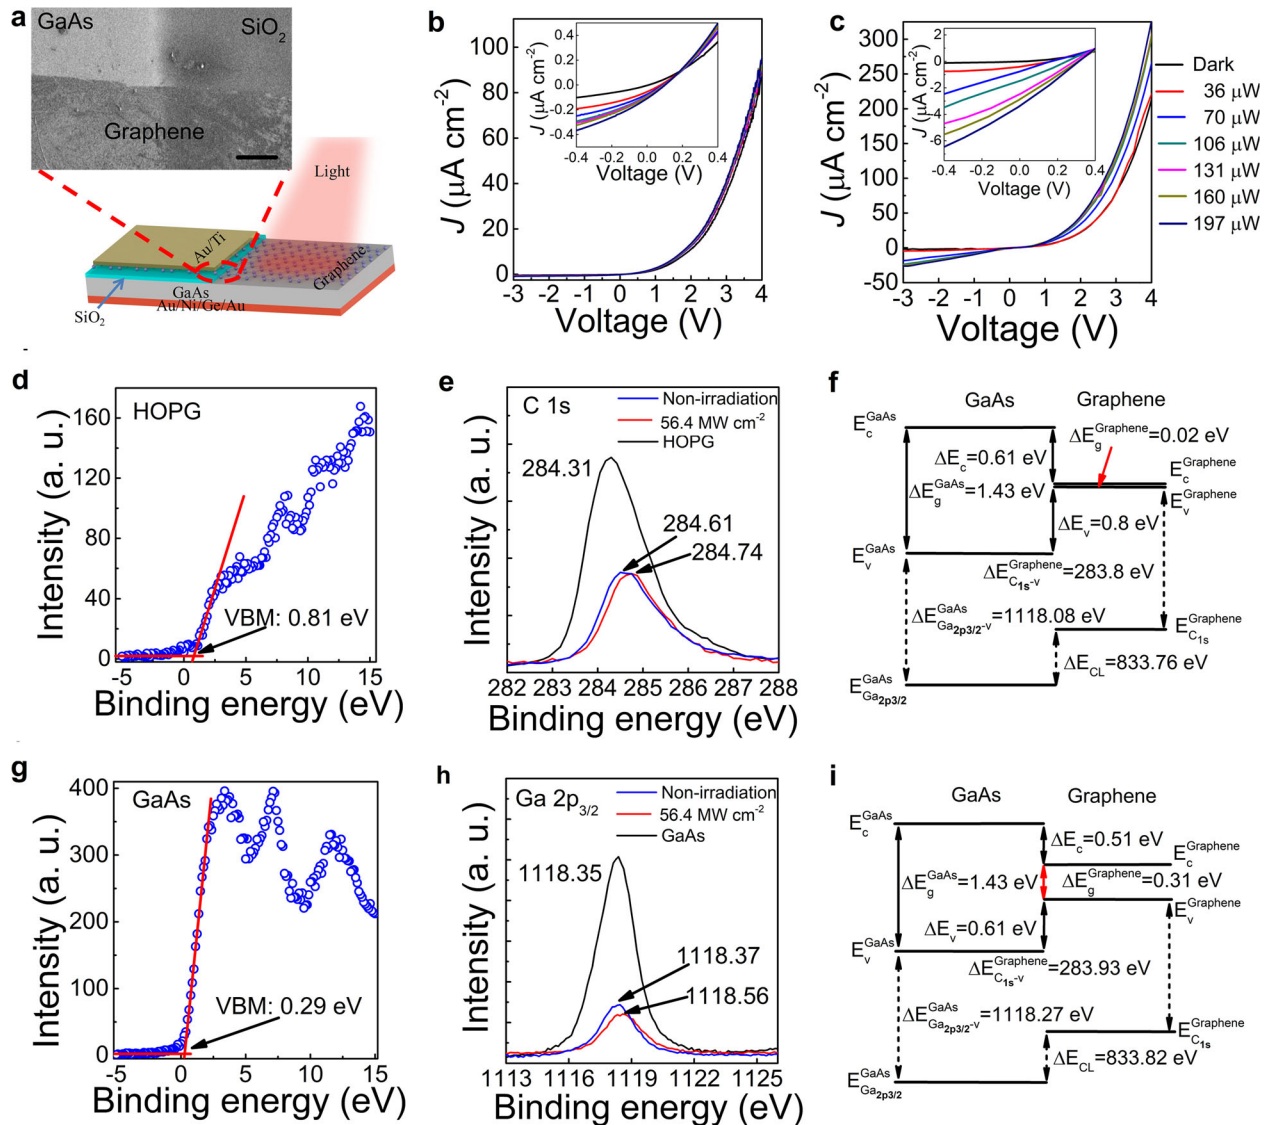 a
GaAs
SiO2
Graphene
Light
Au/Ti
Graphene
GaAs
Au/Ni/Ge/Au
SiO2
b
J (μA cm-2)
100
80
60
40
20
0
-3 -2 -1 0 1 2 3 4
Voltage (V)
J (μA cm-2)
0.4
0.2
0.0
-0.2
-0.4
-0.4 -0.2 0.0 0.2 0.4
Voltage (V)
c
J (μA cm-2)
300
250
200
150
100
50
0
-50
-3 -2 -1 0 1 2 3 4
Voltage (V)
J (μA cm-2)
2
0
-2
-4
-6
-0.4 -0.2 0.0 0.2 0.4
Voltage (V)
Dark
36 μW
70 μW
106 μW
131 μW
160 μW
197 μW
d
HOPG
Intensity (a. u.)
160
120
80
40
0
VBM: 0.81 eV
-5 0 5 10 15
Binding energy (eV)
e
C 1s
Non-irradiation
56.4 MW cm-2
HOPG
284.31
284.61
284.74
Intensity (a. u.)
282 283 284 285 286 287 288
Binding energy (eV)
f
GaAs
Graphene
EcGaAs
ΔEgGraphene=0.02 eV
ΔEc=0.61 eV
ΔEgGaAs=1.43 eV
EcGraphene
EvGraphene
ΔEv=0.8 eV
EvGaAs
ΔEC1s-vGraphene=283.8 eV
ΔEGa2p3/2-vGaAs=1118.08 eV
EC1sGraphene
ΔECL=833.76 eV
EGa2p3/2GaAs
g
GaAs
Intensity (a. u.)
400
300
200
100
0
VBM: 0.29 eV
-5 0 5 10 15
Binding energy (eV)
h
Ga 2p3/2
Non-irradiation
56.4 MW cm-2
GaAs
1118.35
1118.37
1118.56
Intensity (a. u.)
1113 1116 1119 1122 1125
Binding energy (eV)
i
GaAs
Graphene
EcGaAs
ΔEc=0.51 eV
EcGraphene
ΔEgGaAs=1.43 eV
ΔEgGraphene=0.31 eV
EvGraphene
ΔEv=0.61 eV
EvGaAs
ΔEC1s-vGraphene=283.93 eV
ΔEGa2p3/2-vGaAs=1118.27 eV
EC1sGraphene
ΔECL=833.82 eV
EGa2p3/2GaAs